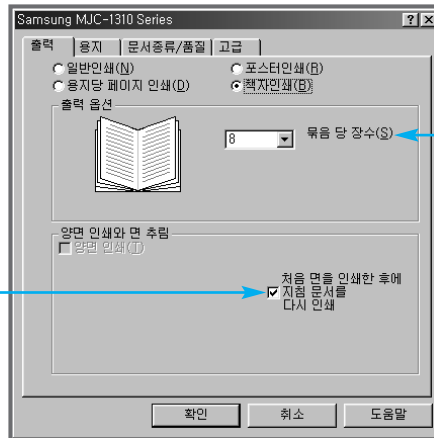 Samsung MJC-1310 Series
출력 용지 문서종류/품질 고급
일반인쇄(N) 포스터인쇄(R)
용지당 페이지 인쇄(D) 책자인쇄(B)
출력 옵션
8 묶음 당 장수(S)
양면 인쇄와 면 추림
양면 인쇄(T)
처음 면을 인쇄한 후에
지침 문서를
다시 인쇄
확인 취소 도움말